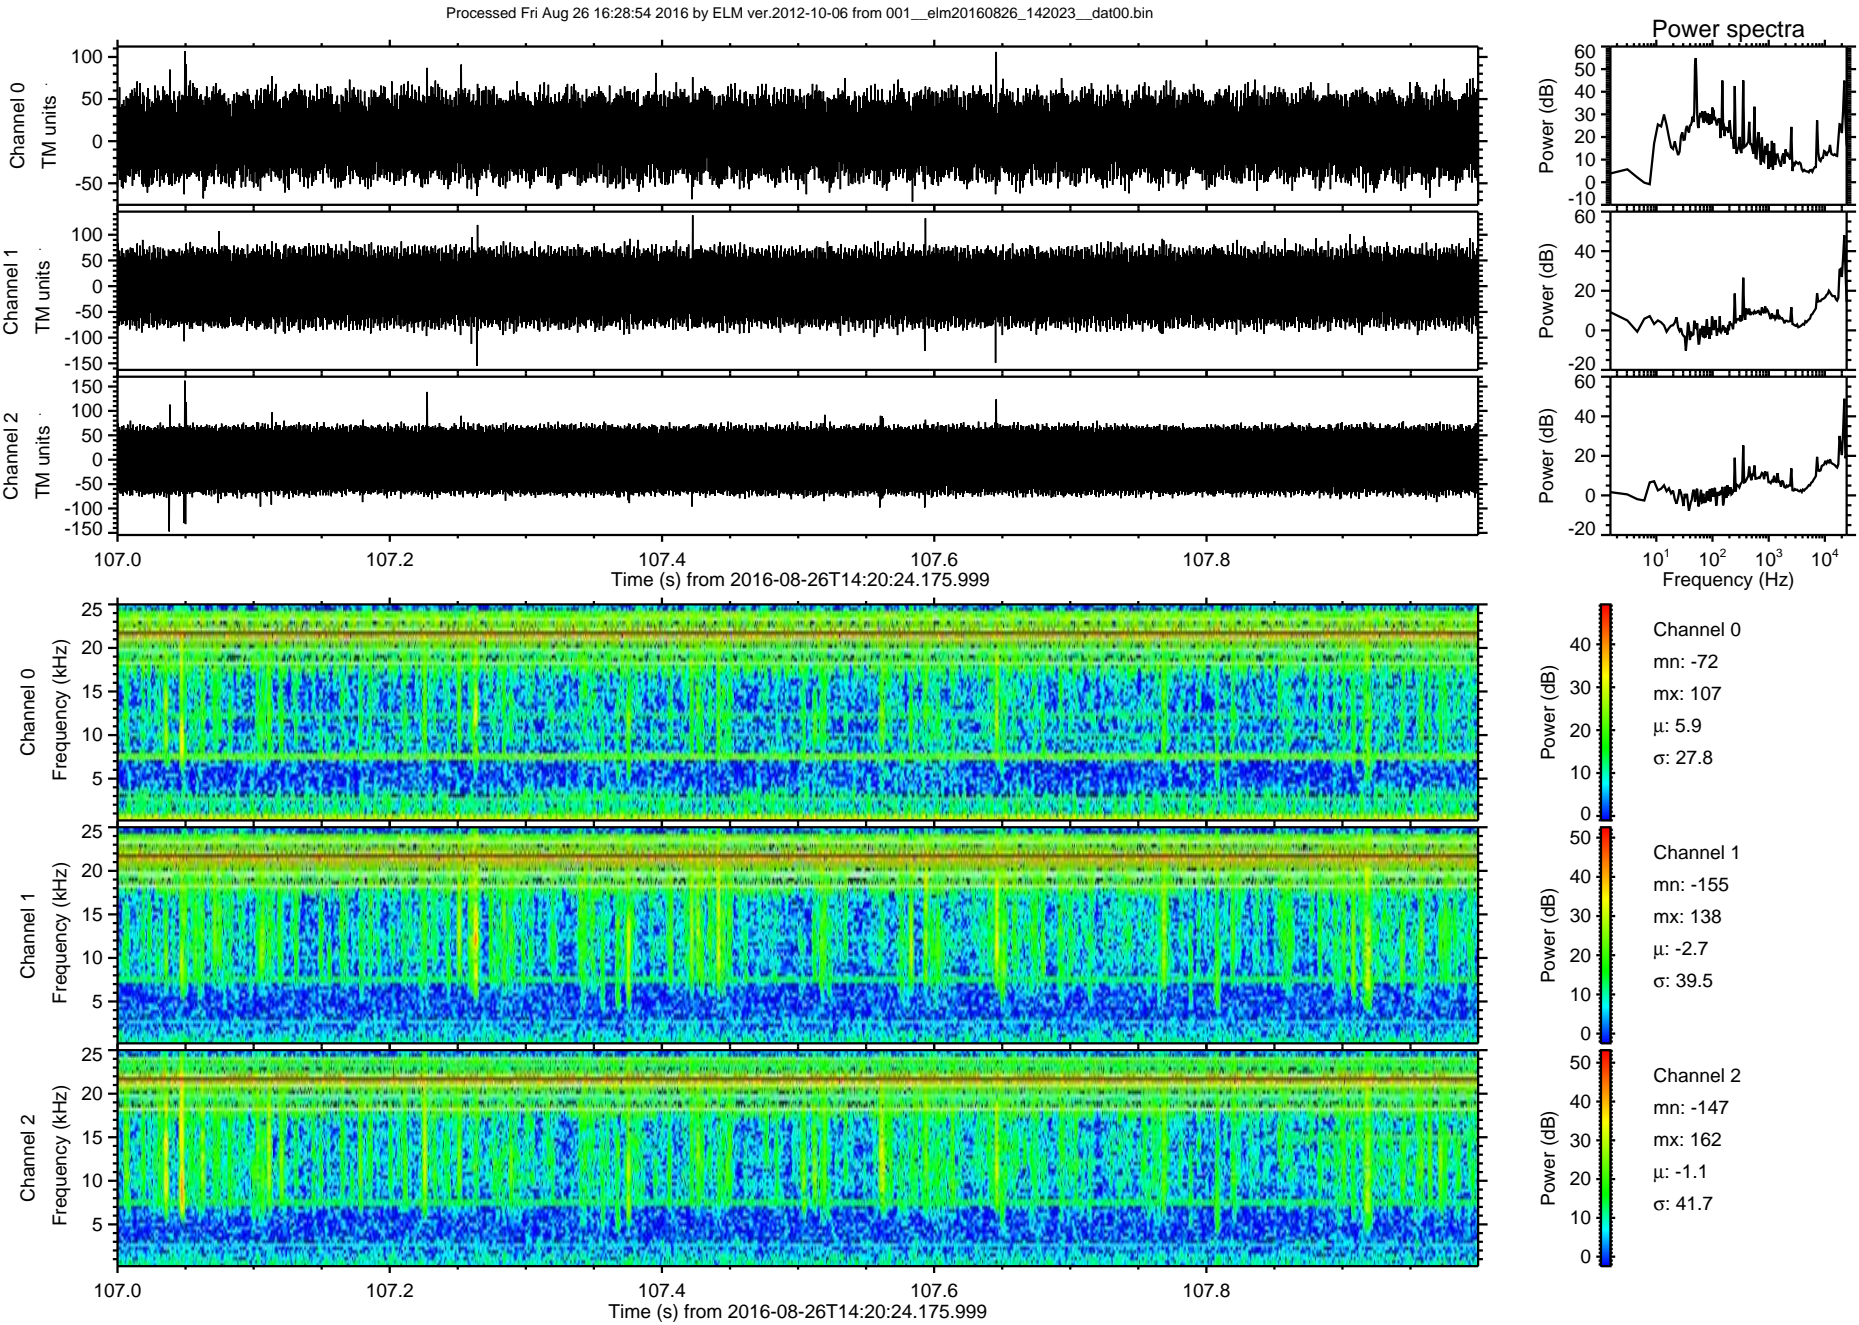 Processed Fri Aug 26 16:28:54 2016 by ELM ver.2012-10-06 from 001__elm20160826_142023__dat00.bin
Power spectra
Channel 0
TM units
100
50
0
-50
Power (dB)
60
50
40
30
20
10
0
-10
Channel 1
TM units
100
50
0
-50
-100
-150
Power (dB)
60
40
20
0
-20
Channel 2
TM units
150
100
50
0
-50
-100
-150
Power (dB)
60
40
20
0
-20
107.0 107.2 107.4 107.6 107.8
Time (s) from 2016-08-26T14:20:24.175.999
10^1 10^2 10^3 10^4
Frequency (Hz)
Channel 0
Frequency (kHz)
25
20
15
10
5
Power (dB)
40
30
20
10
0
Channel 0
mn: -72
mx: 107
μ: 5.9
σ: 27.8
Channel 1
Frequency (kHz)
25
20
15
10
5
Power (dB)
50
40
30
20
10
0
Channel 1
mn: -155
mx: 138
μ: -2.7
σ: 39.5
Channel 2
Frequency (kHz)
25
20
15
10
5
Power (dB)
50
40
30
20
10
0
Channel 2
mn: -147
mx: 162
μ: -1.1
σ: 41.7
107.0 107.2 107.4 107.6 107.8
Time (s) from 2016-08-26T14:20:24.175.999